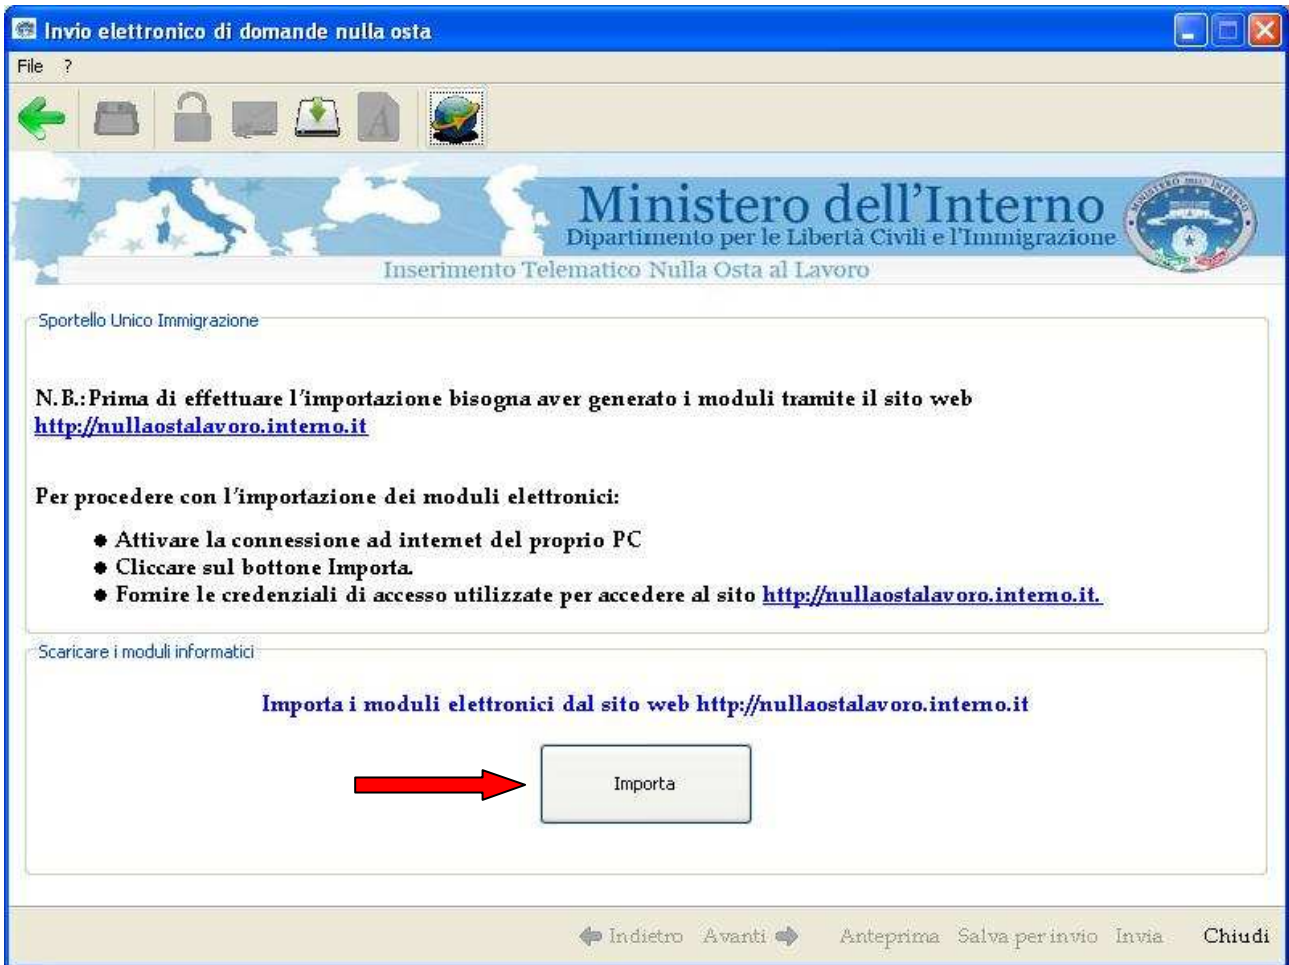 Invio elettronico di domande nulla osta
File ?
A
Ministero dell'Interno
Dipartimento per le Libertà Civili e l'Immigrazione
Inserimento Telematico Nulla Osta al Lavoro
MINISTERO DELL'INTERNO
Sportello Unico Immigrazione
N.B.:Prima di effettuare l'importazione bisogna aver generato i moduli tramite il sito web
http://nullaostalavoro.interno.it
Per procedere con l'importazione dei moduli elettronici:
● Attivare la connessione ad internet del proprio PC
● Cliccare sul bottone Importa.
● Fornire le credenziali di accesso utilizzate per accedere al sito http://nullaostalavoro.interno.it.
Scaricare i moduli informatici
Importa i moduli elettronici dal sito web http://nullaostalavoro.interno.it
Importa
Indietro Avanti Anteprima Salva per invio Invia Chiudi